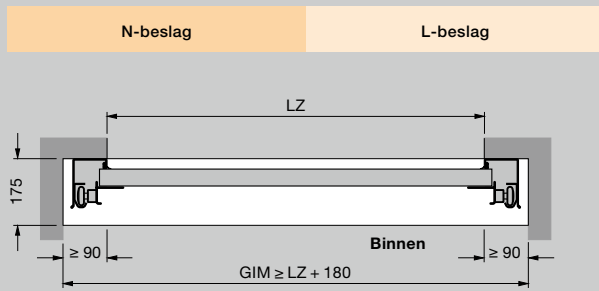 N-beslag L-beslag
LZ
175
Binnen
≥ 90 ≥ 90
GIM ≥ LZ + 180